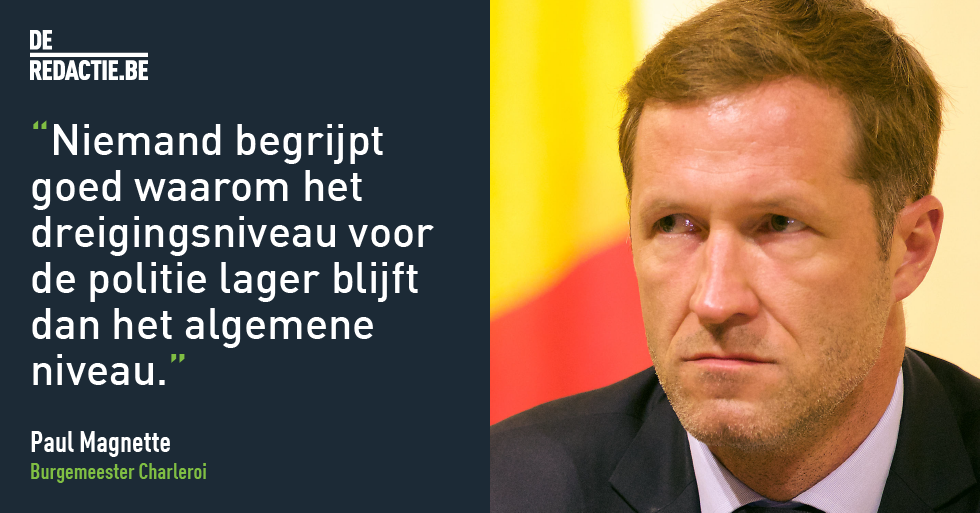 DE
REDACTIE.BE
“Niemand begrijpt
goed waarom het
dreigingsniveau voor
de politie lager blijft
dan het algemene
niveau.”
Paul Magnette
Burgemeester Charleroi